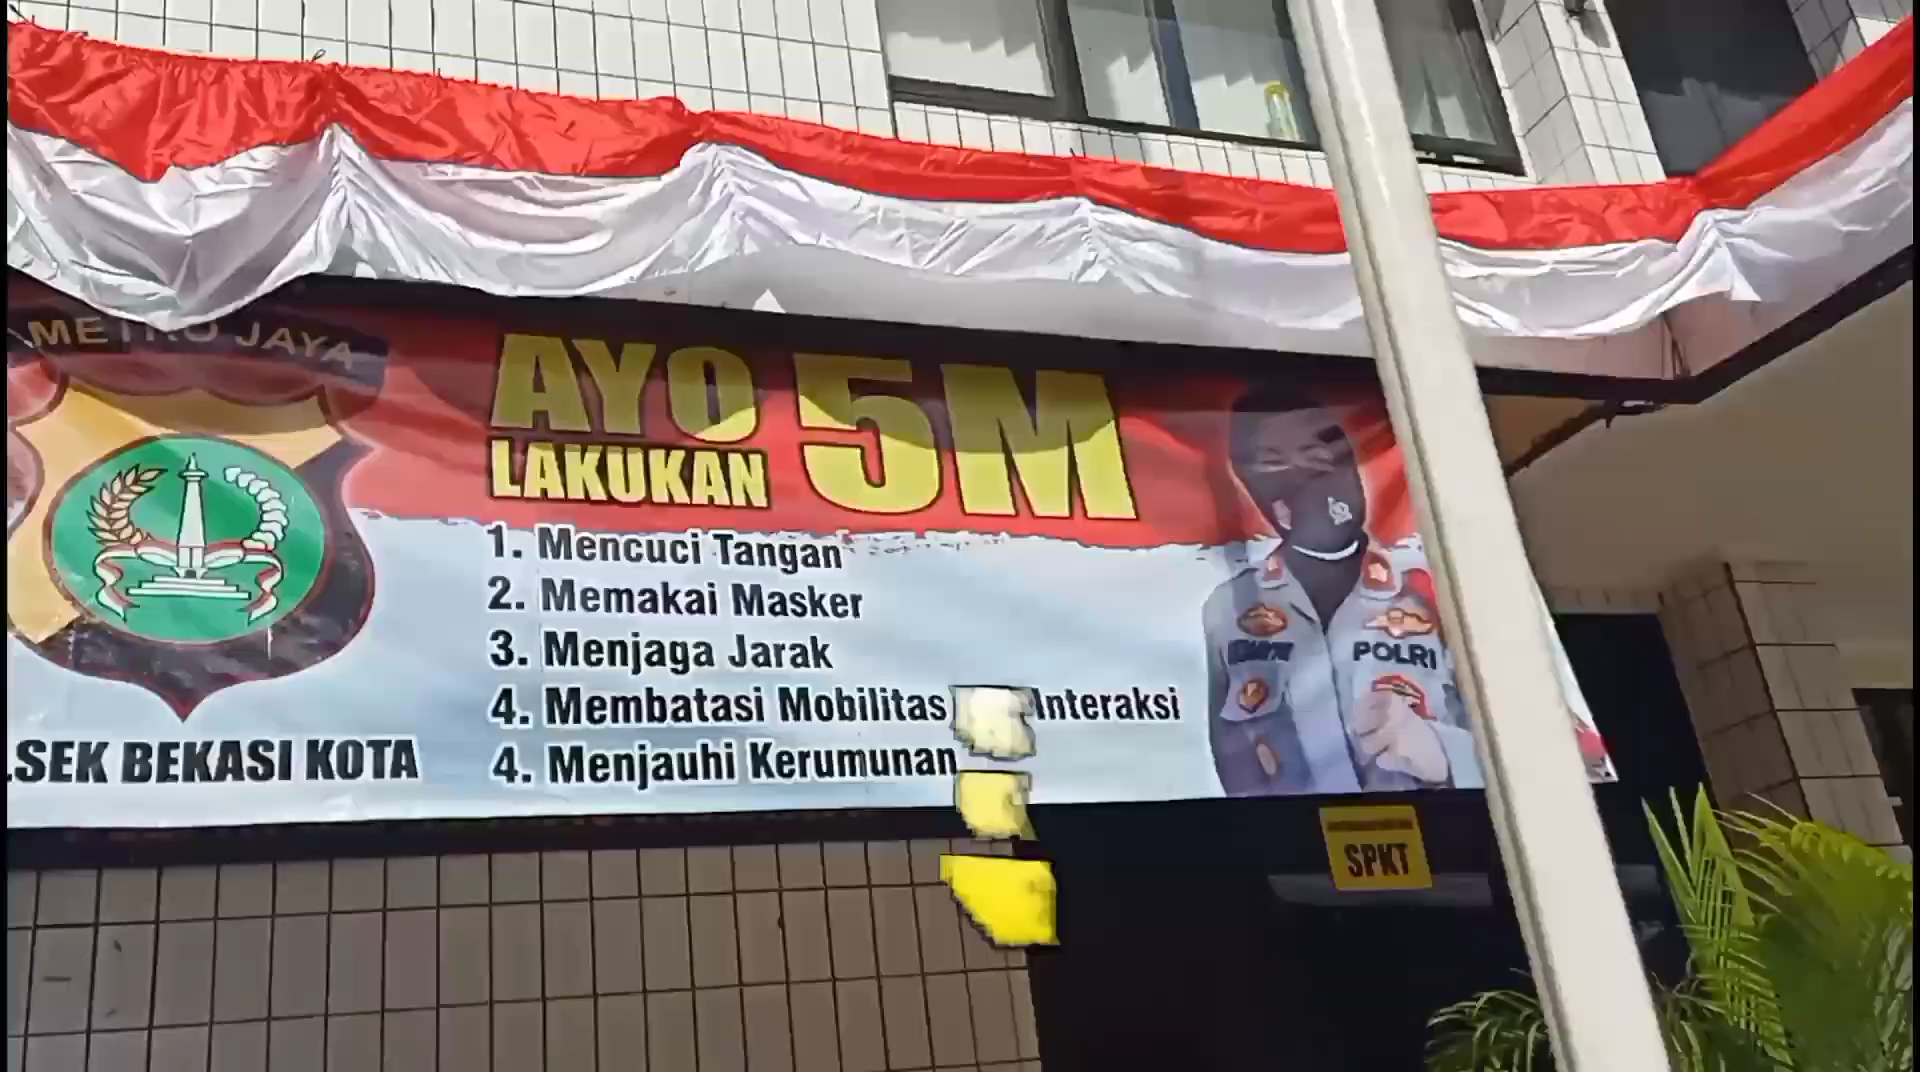 METRO JAYA
AYO
LAKUKAN
5M
1. Mencuci Tangan
2. Memakai Masker
3. Menjaga Jarak
4. Membatasi Mobilitas Interaksi
4. Menjauhi Kerumunan
SEK BEKASI KOTA
POLRI
SPKT